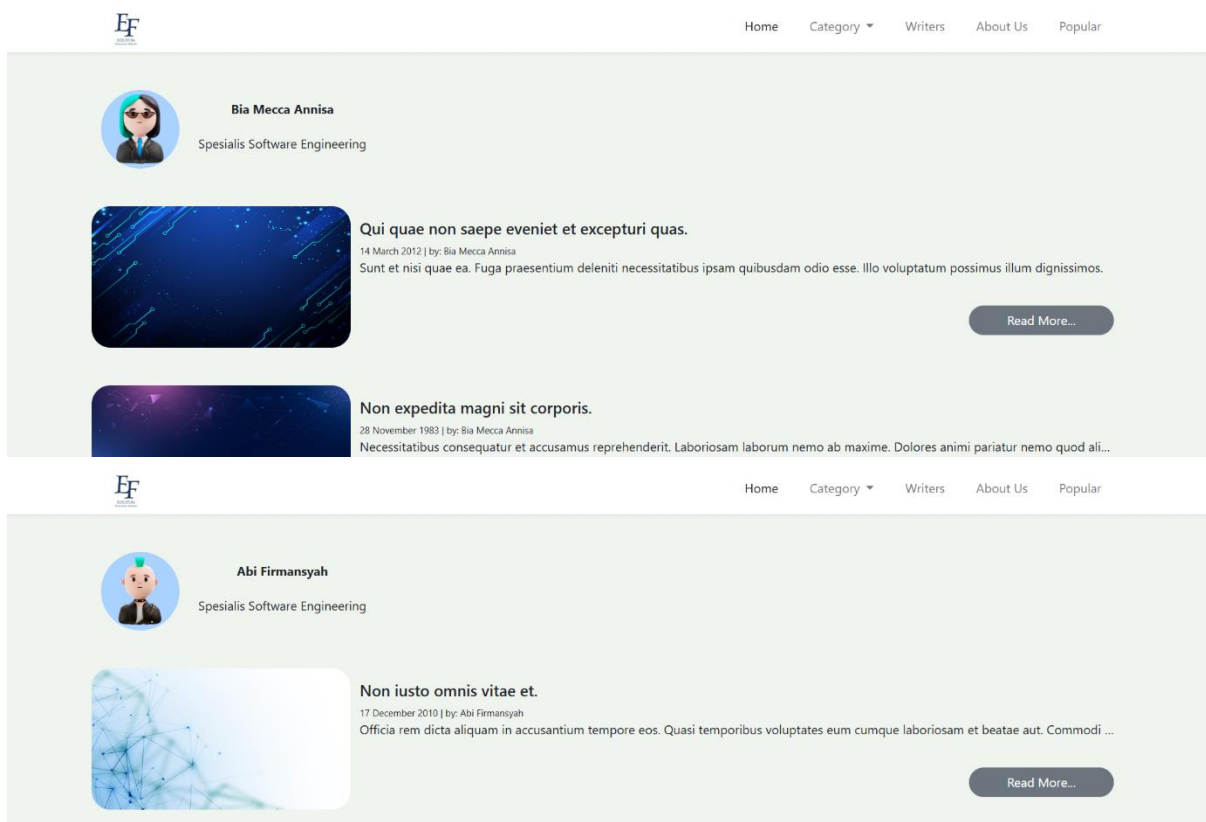 EF
Home Category Writers About Us Popular
Bia Mecca Annisa
Spesialis Software Engineering
Qui quae non saepe eveniet et excepturi quas.
14 March 2012 | by: Bia Mecca Annisa
Sunt et nisi quae ea. Fuga praesentium deleniti necessitatibus ipsam quibusdam odio esse. Illo voluptatum possimus illum dignissimos.
Read More...
Non expedita magni sit corporis.
28 November 1983 | by: Bia Mecca Annisa
Necessitatibus consequatur et accusamus reprehenderit. Laboriosam laborum nemo ab maxime. Dolores animi pariatur nemo quod ali...
EF
Home Category Writers About Us Popular
Abi Firmansyah
Spesialis Software Engineering
Non iusto omnis vitae et.
17 December 2010 | by: Abi Firmansyah
Officia rem dicta aliquam in accusantium tempore eos. Quasi temporibus voluptates eum cumque laboriosam et beatae aut. Commodi ...
Read More...